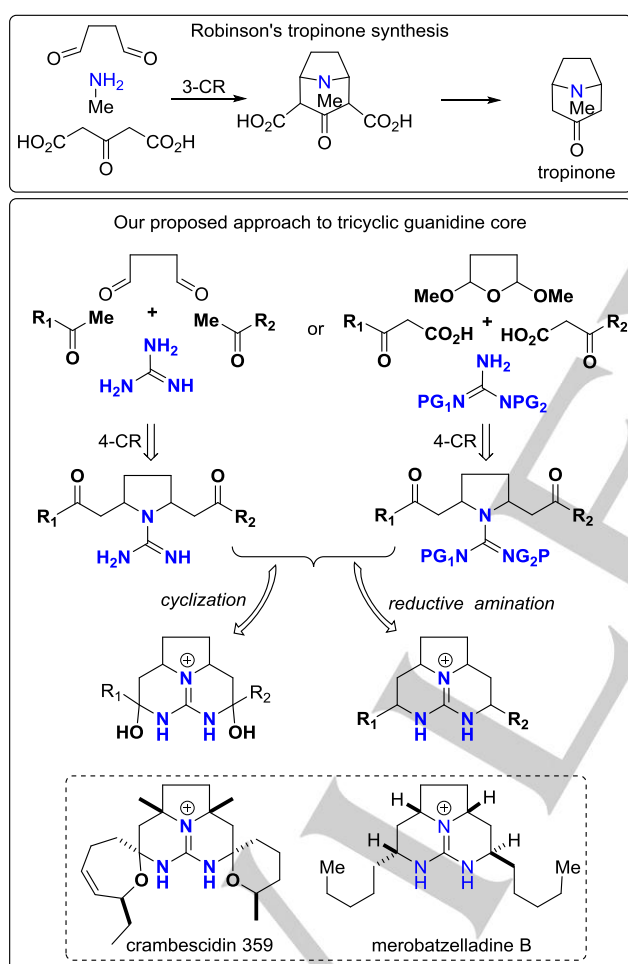 Robinson's tropinone synthesis
O
O
NH2
Me
3-CR
HO2C
CO2H
O
N
Me
HO2C
CO2H
O
N
Me
O
tropinone
Our proposed approach to tricyclic guanidine core
O
O
MeO
O
OMe
R1
Me
O
+
Me
R2
O
or
R1
CO2H
O
+
HO2C
R2
O
NH2
H2N
NH
NH2
PG1N
NPG2
4-CR
4-CR
O
O
R1
N
R2
H2N
NH
O
O
R1
N
R2
PG1N
NG2P
cyclization
reductive amination
R1
N
⊕
R2
HO
N
H
N
H
OH
N
⊕
R1
N
H
N
H
R2
⊕
N
O
N
H
N
H
O
crambescidin 359
H
⊕
H
N
Me
H
H
N
H
N
H
Me
merobatzelladine B